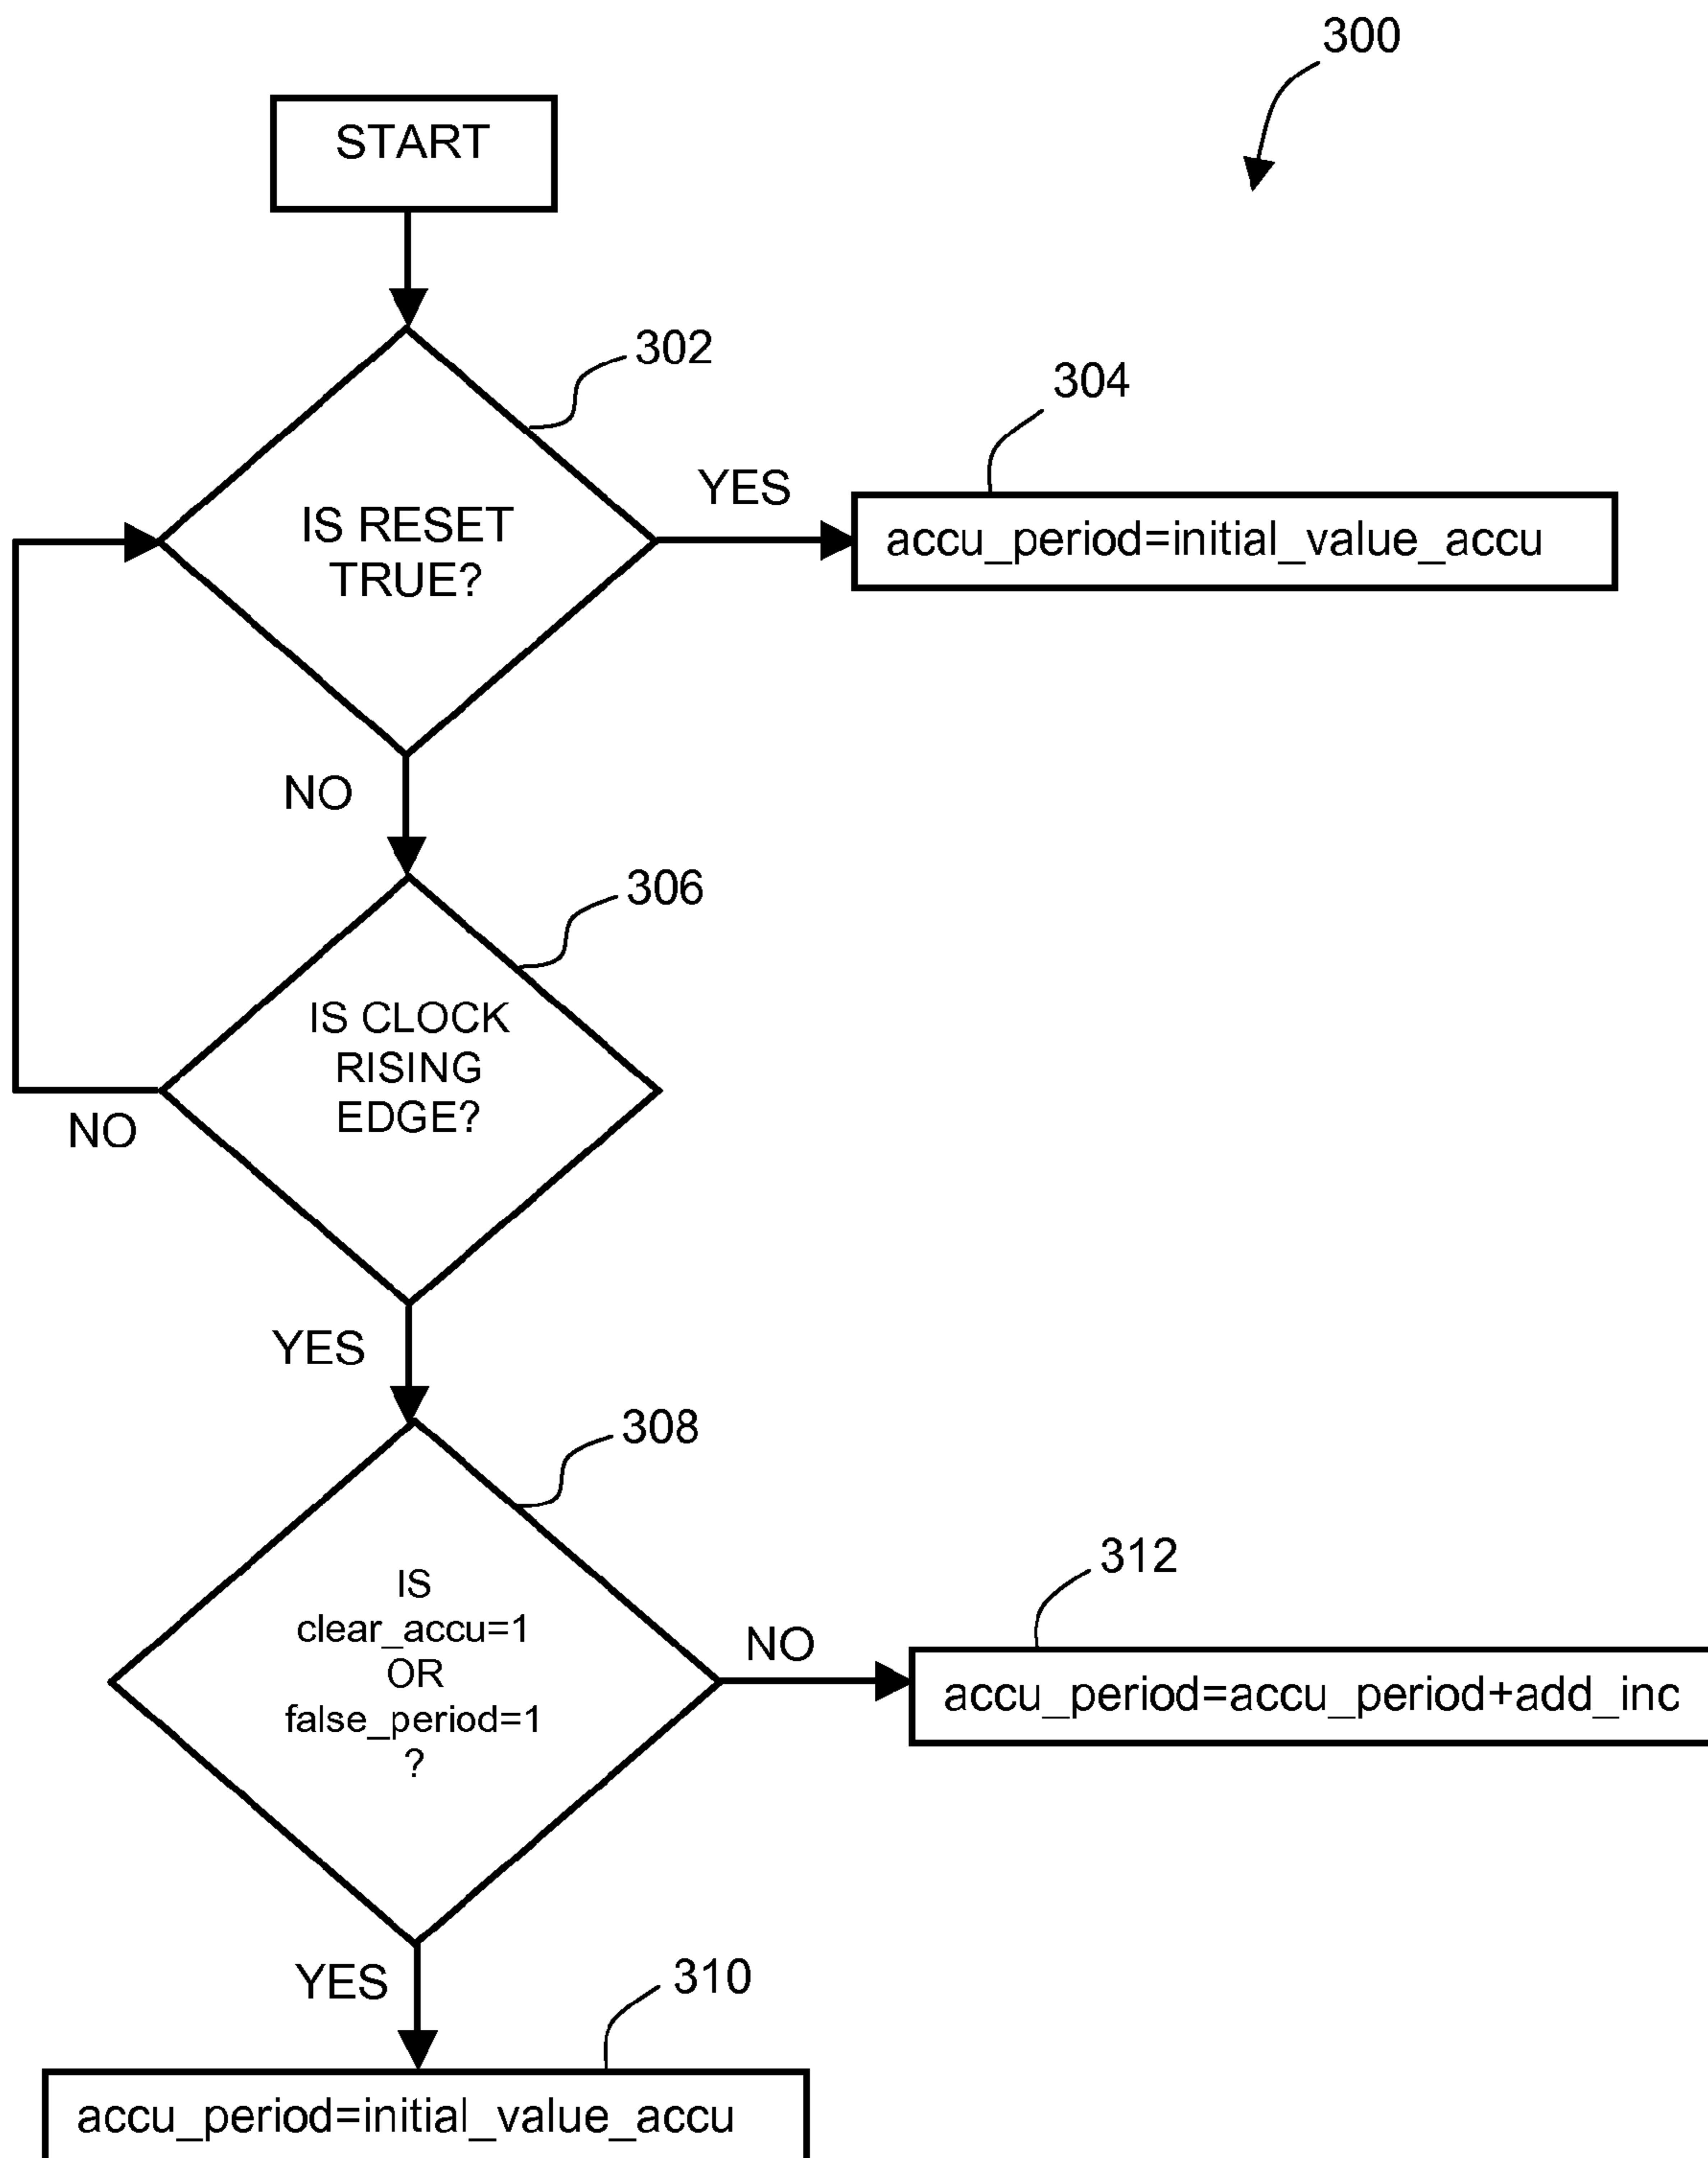 300
START
302
304
IS RESET
TRUE?
YES
accu_period=initial_value_accu
NO
306
IS CLOCK
RISING
EDGE?
NO
YES
308
IS
clear_accu=1
OR
false_period=1
?
312
NO
accu_period=accu_period+add_inc
YES
310
accu_period=initial_value_accu